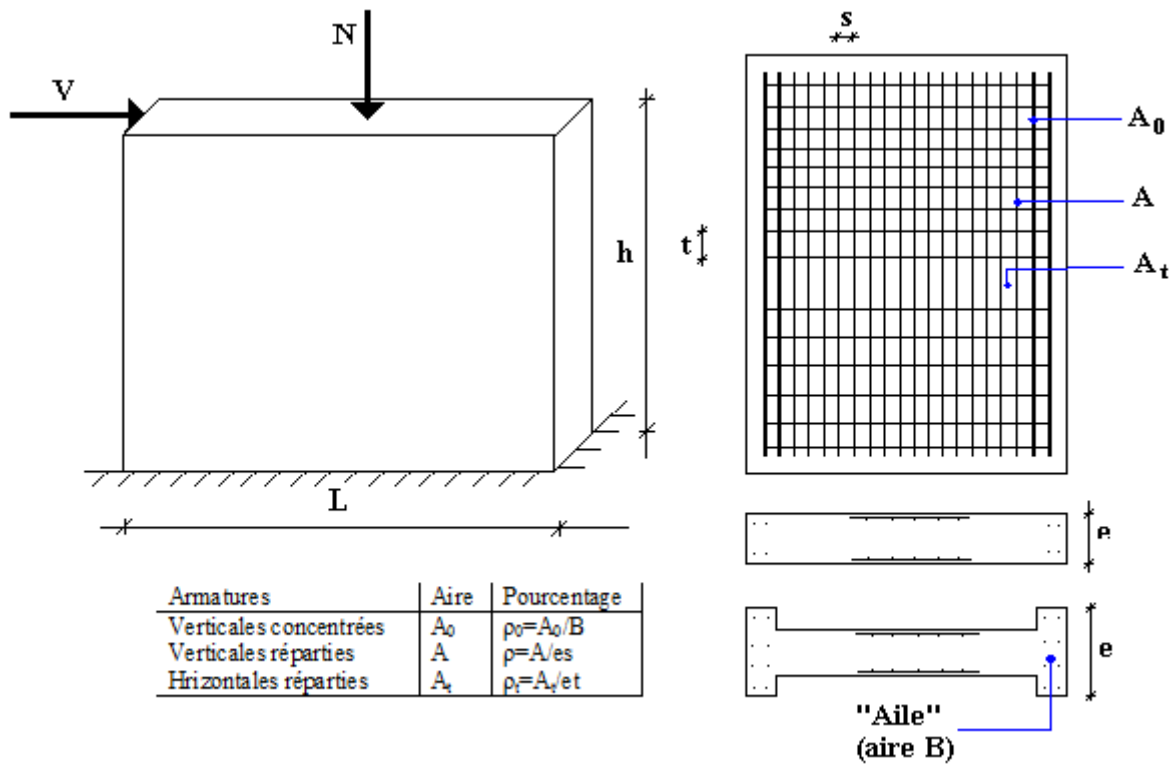 N
V
h
L
s
A0
A
t
At
e
e
"Aile"
(aire B)
Armatures Aire Pourcentage
Verticales concentrées A0 ρ0=A0/B
Verticales réparties A ρ=A/es
Hrizontales réparties At ρt=At/et